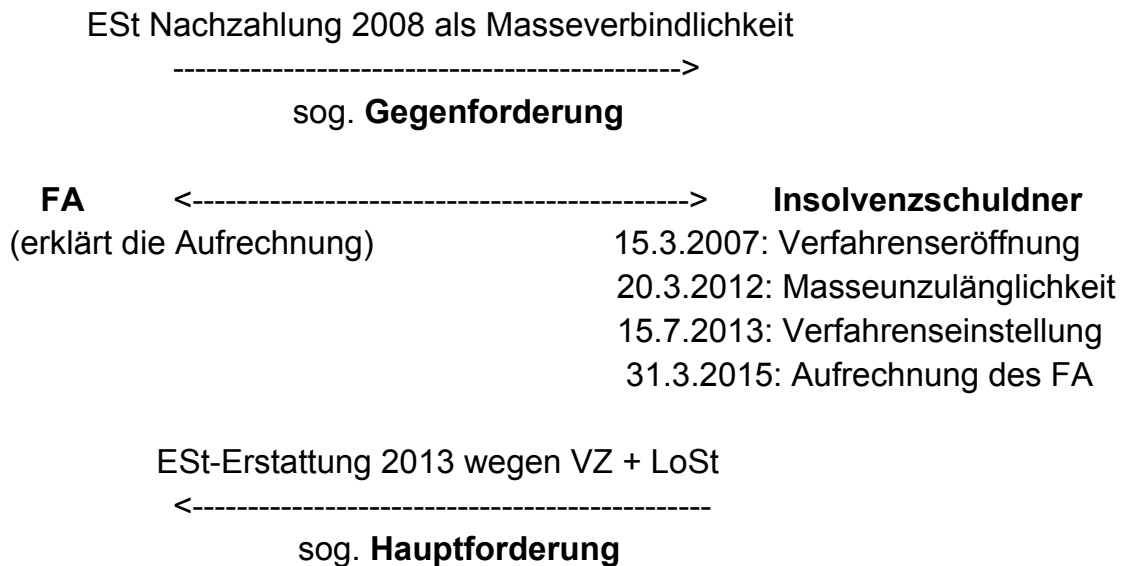 ESt Nachzahlung 2008 als Masseverbindlichkeit
---------------------------------------------->
sog. Gegenforderung
FA <---------------------------------------------> Insolvenzschuldner
(erklärt die Aufrechnung) 15.3.2007: Verfahrenseröffnung
20.3.2012: Masseunzulänglichkeit
15.7.2013: Verfahrenseinstellung
31.3.2015: Aufrechnung des FA
ESt-Erstattung 2013 wegen VZ + LoSt
<-----------------------------------------------
sog. Hauptforderung